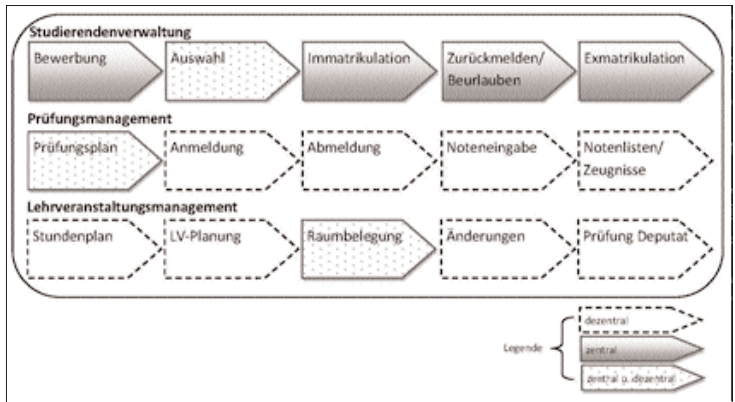 Studierendenverwaltung
Bewerbung
Auswahl
Immatrikulation
Zurückmelden/
Beurlauben
Exmatrikulation
Prüfungsmanagement
Prüfungsplan
Anmeldung
Abmeldung
Noteneingabe
Notenlisten/
Zeugnisse
Lehrveranstaltungsmanagement
Stundenplan
LV-Planung
Raumbelegung
Änderungen
Prüfung Deputat
Legende
dezentral
zentral
zentral u. dezentral